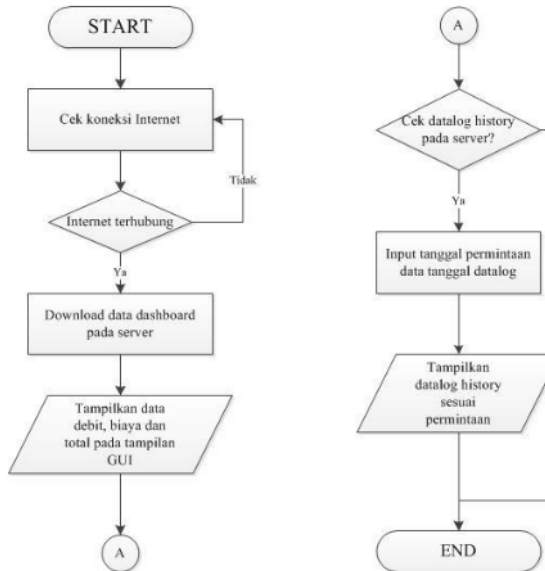 START
Cek koneksi Internet
Tidak
Internet terhubung
Ya
Download data dashboard
pada server
Tampilkan data
debit, biaya dan
total pada tampilan
GUI
A
A
Cek datalog history
pada server?
Ya
Input tanggal permintaan
data tanggal datalog
Tampilkan
datalog history
sesuai
permintaan
END